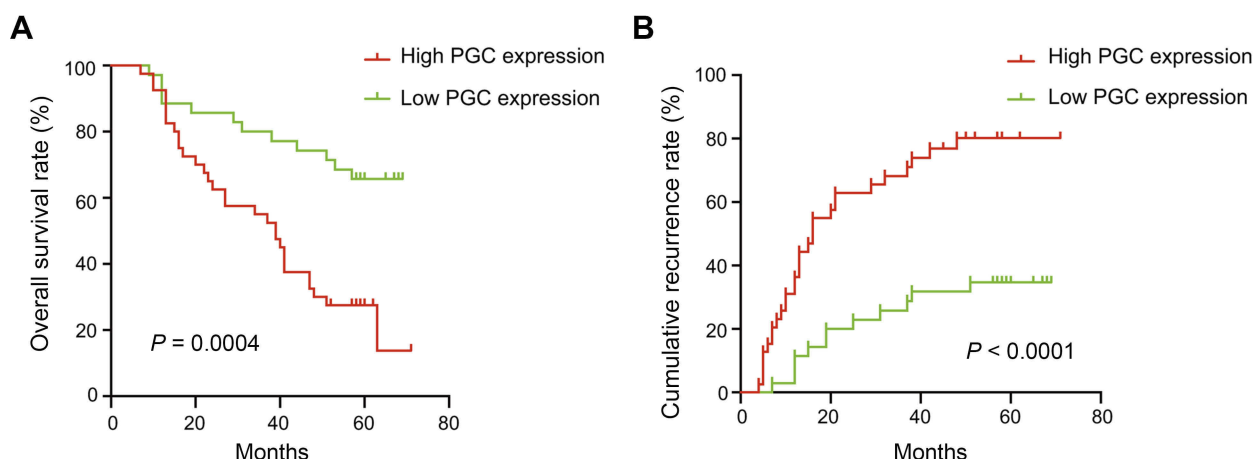 A
High PGC expression
Low PGC expression
Overall survival rate (%)
100
80
60
40
20
0
P = 0.0004
0 20 40 60 80
Months
B
High PGC expression
Low PGC expression
Cumulative recurrence rate (%)
100
80
60
40
20
0
P < 0.0001
0 20 40 60 80
Months